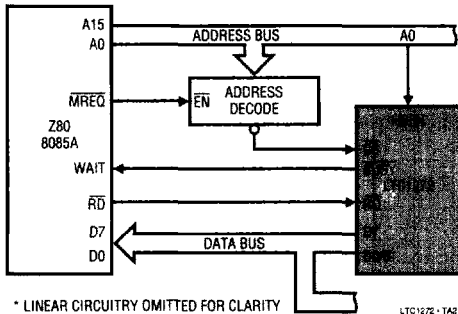 A15
A0
ADDRESS BUS
A0
MREQ
EN
ADDRESS
DECODE
Z80
8085A
WAIT
RD
D7
D0
DATA BUS
* LINEAR CIRCUITRY OMITTED FOR CLARITY
LTC1272 • TA2